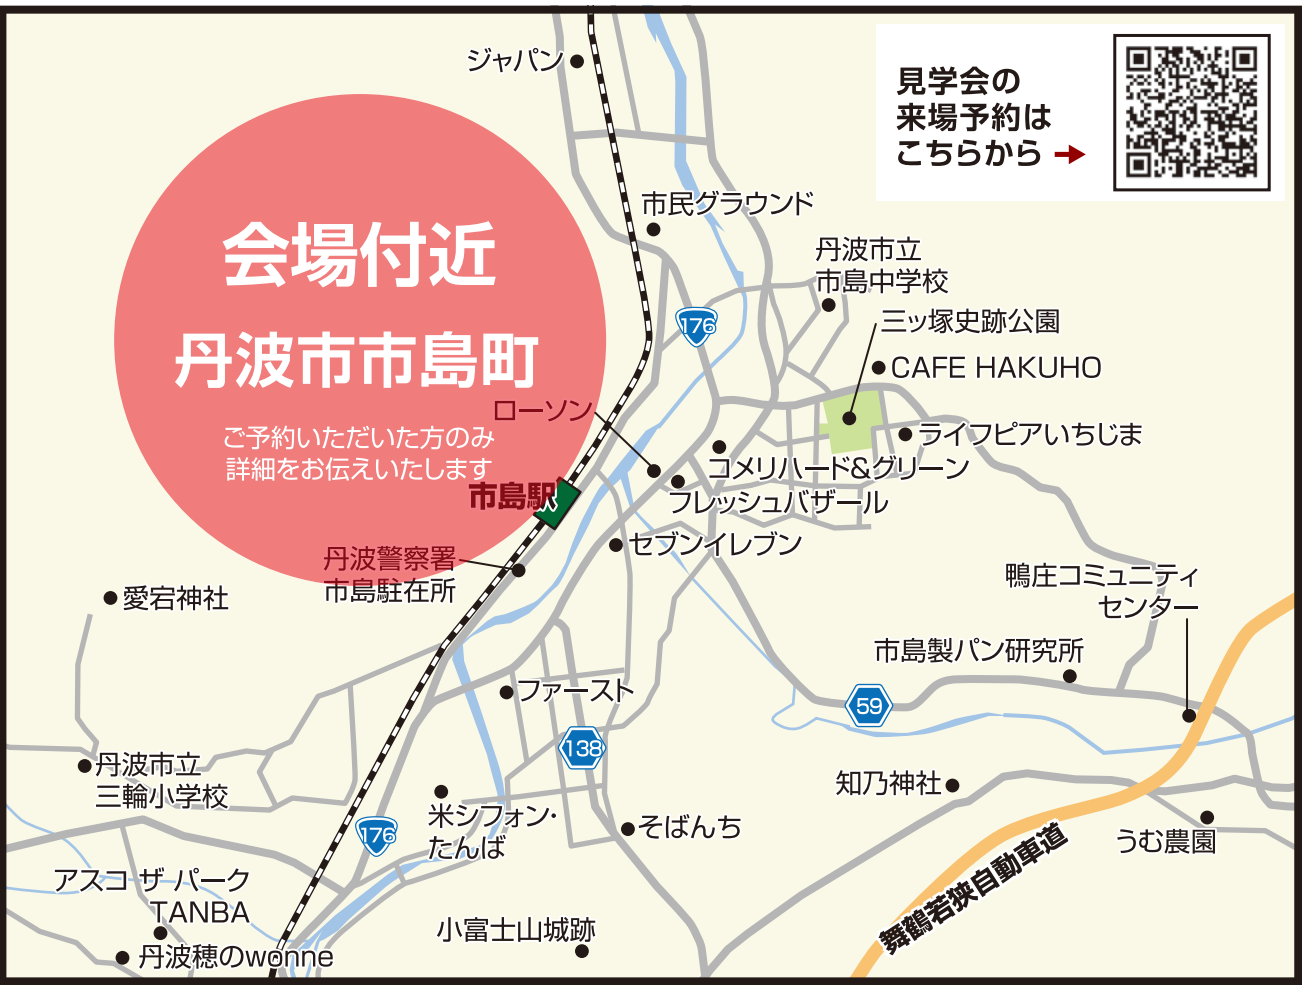 ジャパン
見学会の
来場予約は
こちらから
市民グラウンド
丹波市立
市島中学校
会場付近
丹波市市島町
ご予約いただいた方のみ
詳細をお伝えいたします
176
三ッ塚史跡公園
CAFE HAKUHO
ローソン
ライフピアいちじま
コメリハード&グリーン
フレッシュバザール
市島駅
セブンイレブン
丹波警察署
市島駐在所
愛宕神社
鴨庄コミュニティ
センター
市島製パン研究所
ファースト
59
138
丹波市立
三輪小学校
知乃神社
米シフォン・
たんば
176
そばんち
うむ農園
舞鶴若狭自動車道
アスコ ザ パーク
TANBA
丹波穂のwonne
小富士山城跡